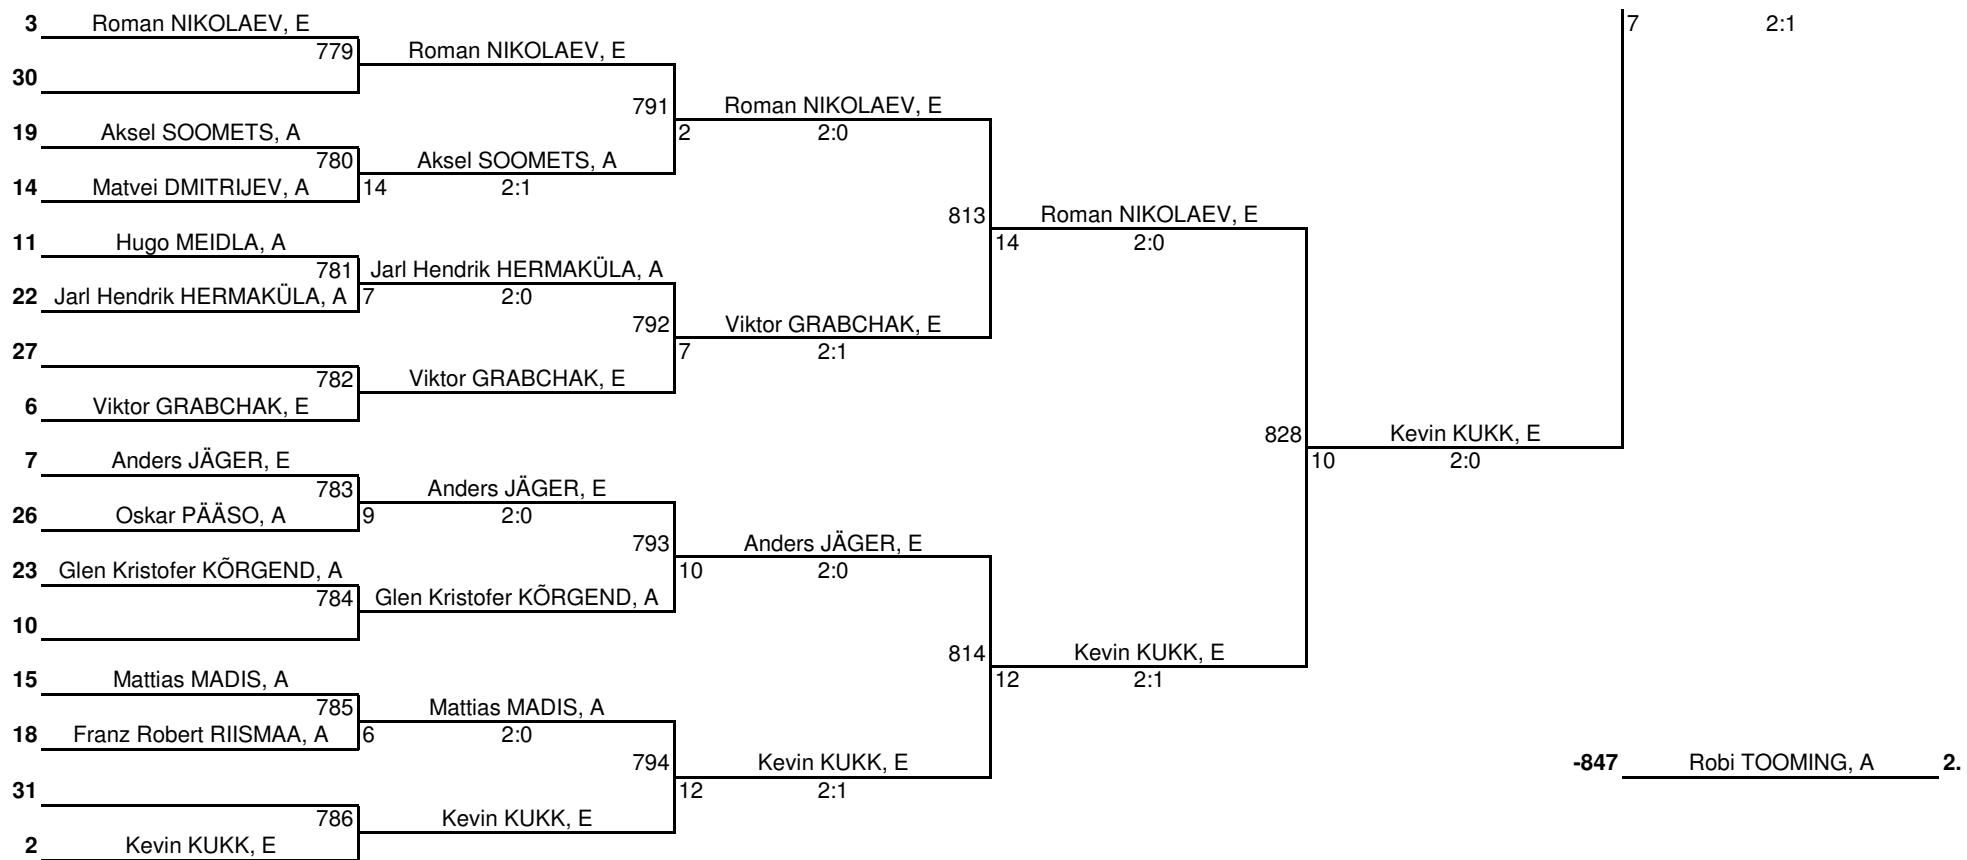 3 Roman NIKOLAEV, E 7 2:1
779 Roman NIKOLAEV, E
30
791 Roman NIKOLAEV, E
19 Aksel SOOMETS, A 2 2:0
780 Aksel SOOMETS, A
14 Matvei DMITRIJEV, A 14 2:1
813 Roman NIKOLAEV, E
11 Hugo MEIDLA, A 14 2:0
781 Jarl Hendrik HERMAKÜLA, A
22 Jarl Hendrik HERMAKÜLA, A 7 2:0
792 Viktor GRABCHAK, E
27 7 2:1
782 Viktor GRABCHAK, E
6 Viktor GRABCHAK, E
828 Kevin KUKK, E
7 Anders JÄGER, E 10 2:0
783 Anders JÄGER, E
26 Oskar PÄÄSO, A 9 2:0
793 Anders JÄGER, E
23 Glen Kristofer KÕRGEND, A 10 2:0
784 Glen Kristofer KÕRGEND, A
10
814 Kevin KUKK, E
15 Mattias MADIS, A 12 2:1
785 Mattias MADIS, A
18 Franz Robert RIISMAA, A 6 2:0
794 Kevin KUKK, E -847 Robi TOOMING, A 2.
31 12 2:1
786 Kevin KUKK, E
2 Kevin KUKK, E